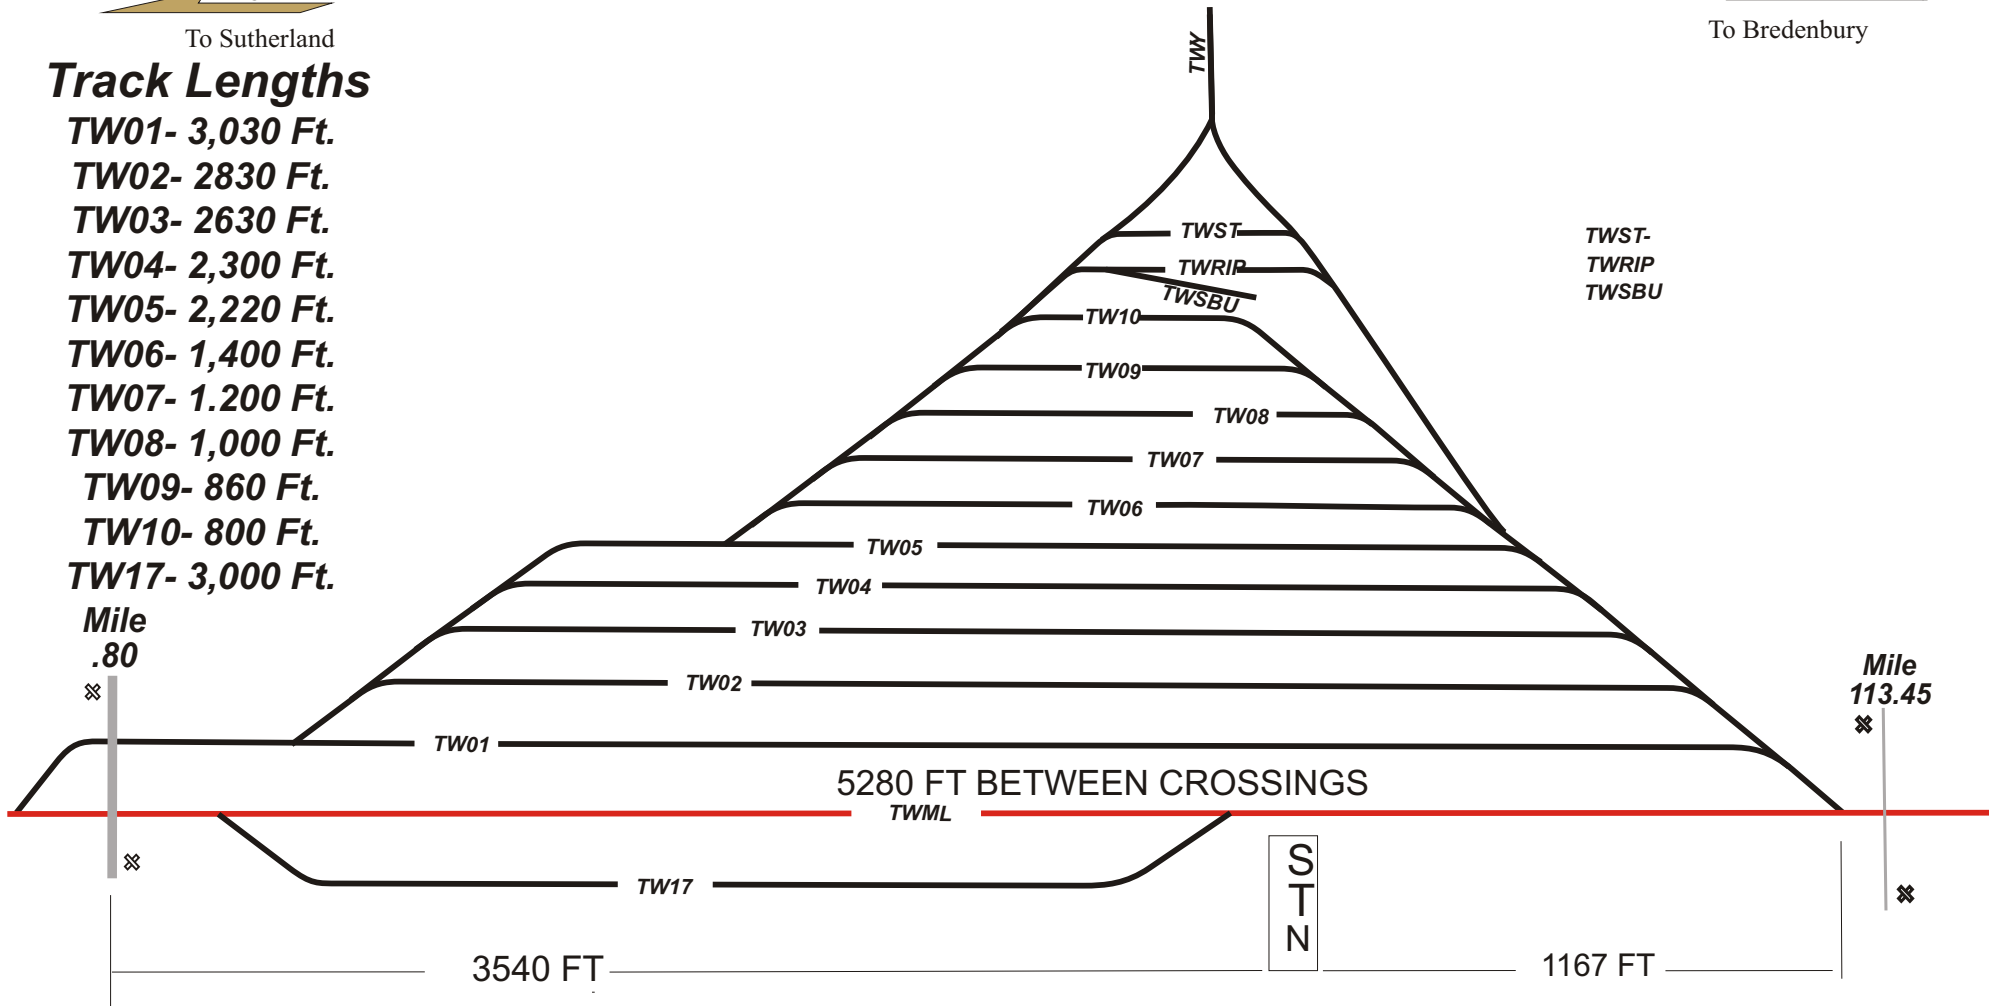 To Sutherland
To Bredenbury
Track Lengths
TW01- 3,030 Ft.
TW02- 2830 Ft.
TW03- 2630 Ft.
TW04- 2,300 Ft.
TW05- 2,220 Ft.
TW06- 1,400 Ft.
TW07- 1.200 Ft.
TW08- 1,000 Ft.
TW09- 860 Ft.
TW10- 800 Ft.
TW17- 3,000 Ft.
Mile
.80
TWY
TWST
TWRIP
TWSBU
TW10
TW09
TW08
TW07
TW06
TW05
TW04
TW03
TW02
TW01
TWST-
TWRIP
TWSBU
Mile
113.45
5280 FT BETWEEN CROSSINGS
TWML
TW17
STN
3540 FT
1167 FT